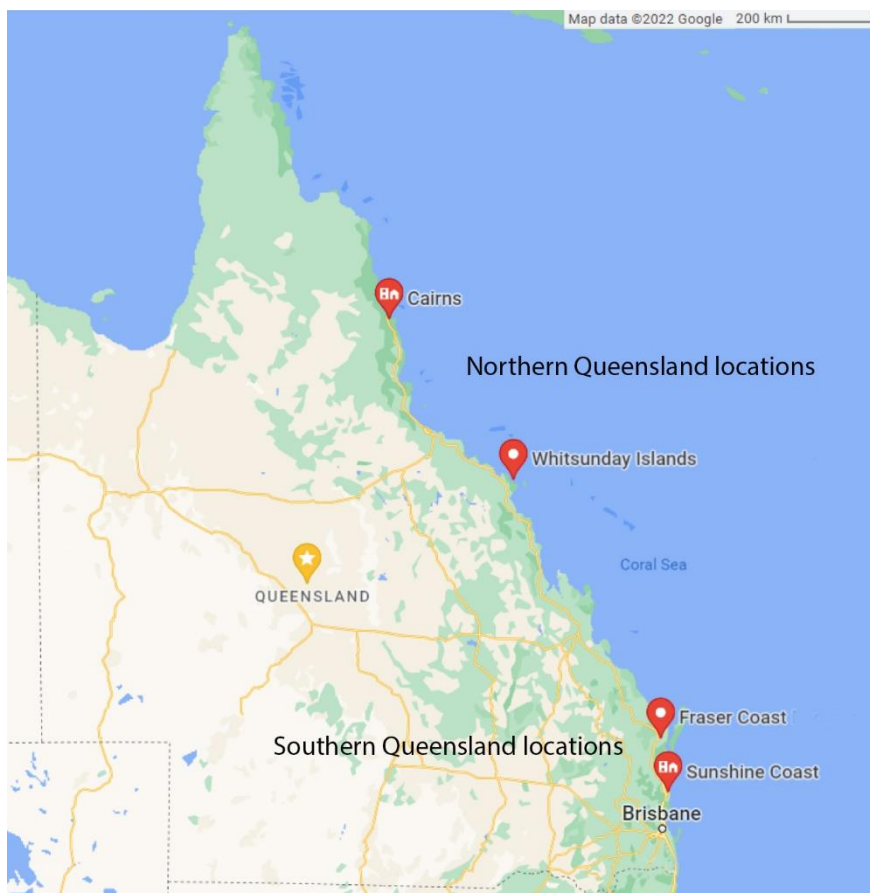 Map data ©2022 Google 200 km
Cairns
Northern Queensland locations
Whitsunday Islands
Coral Sea
QUEENSLAND
Fraser Coast
Southern Queensland locations
Sunshine Coast
Brisbane